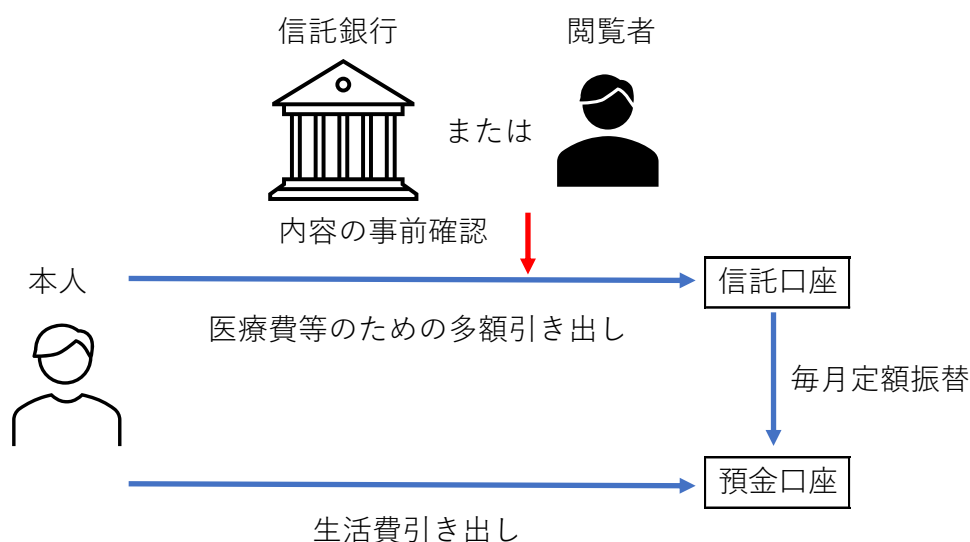 信託銀行
閲覧者
または
内容の事前確認
本人
信託口座
医療費等のための多額引き出し
毎月定額振替
預金口座
生活費引き出し